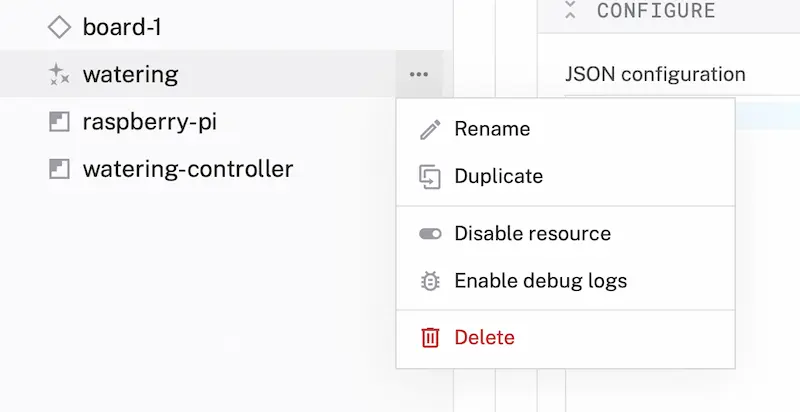 board-1
watering
raspberry-pi
watering-controller
CONFIGURE
JSON configuration
Rename
Duplicate
Disable resource
Enable debug logs
Delete